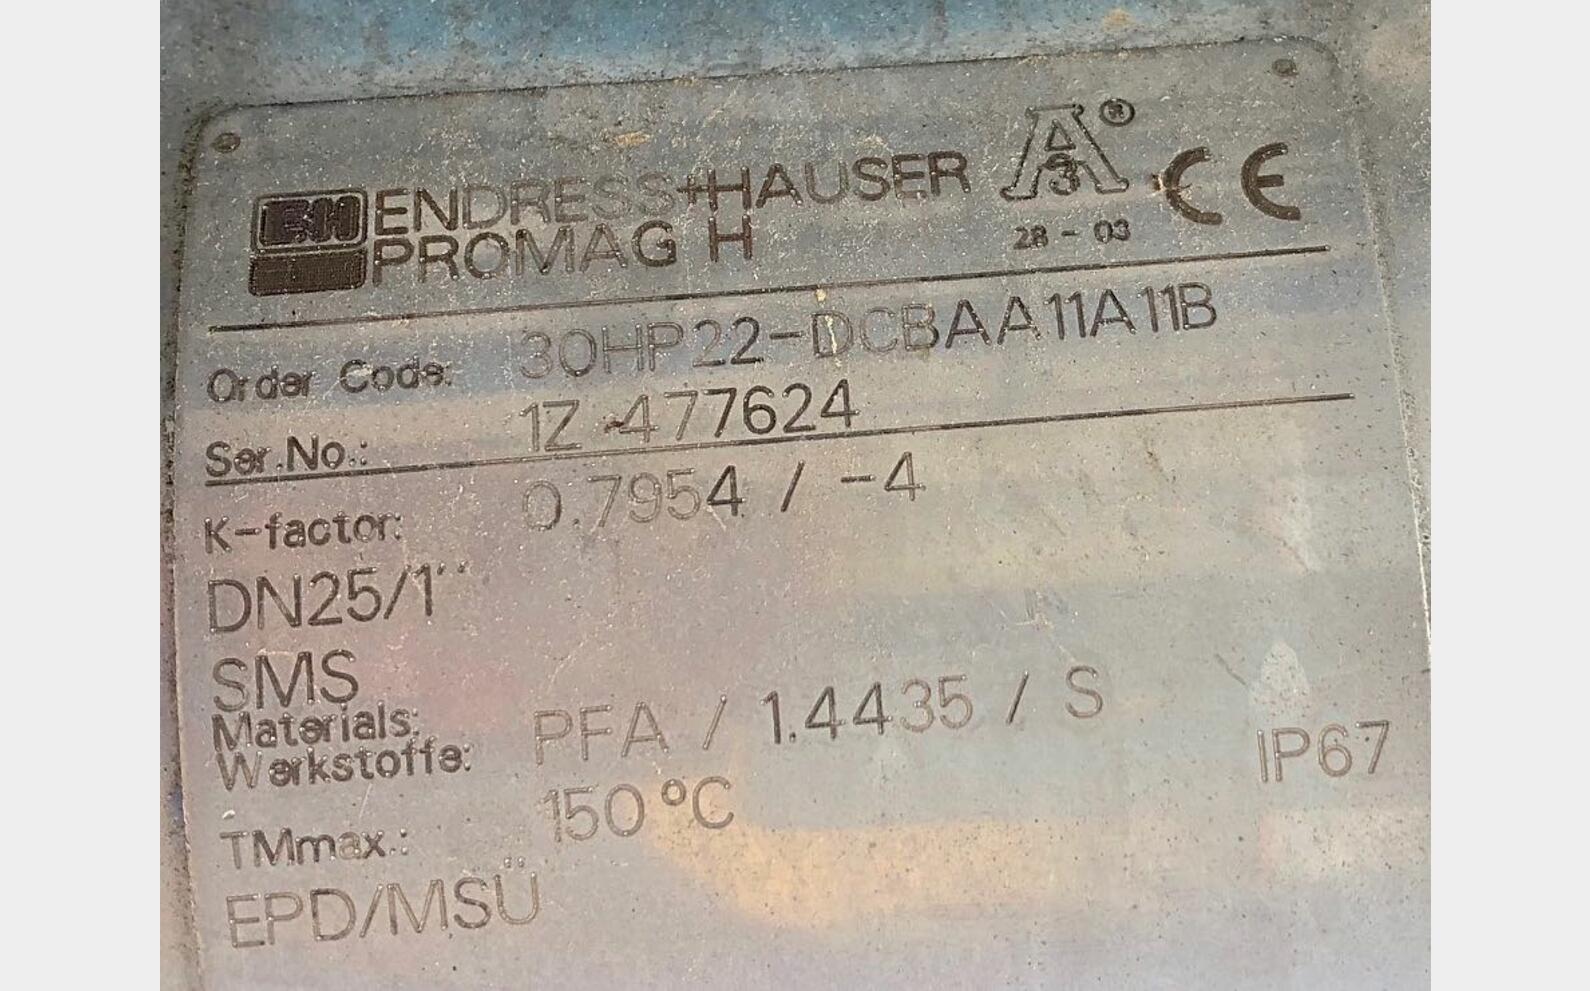 E+H ENDRESS+HAUSER
PROMAG H
A
3
®
28 - 03
CE
Order Code: 30HP22-DCBAA11A11B
Ser.No.: 1Z 477624
K-factor: 0.7954 / -4
DN25/1''
SMS
Materials:
Werkstoffe: PFA / 1.4435 / S
IP67
TMmax.: 150 °C
EPD/MSÜ